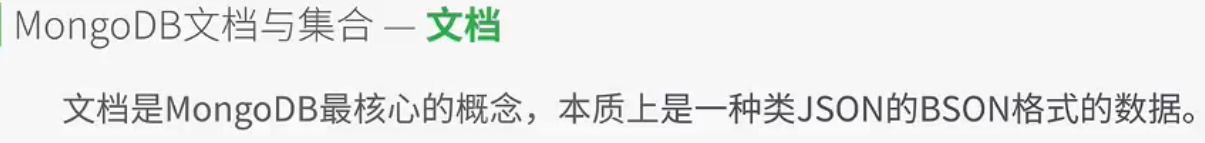 MongoDB文档与集合 — 文档
文档是MongoDB最核心的概念，本质上是一种类JSON的BSON格式的数据。